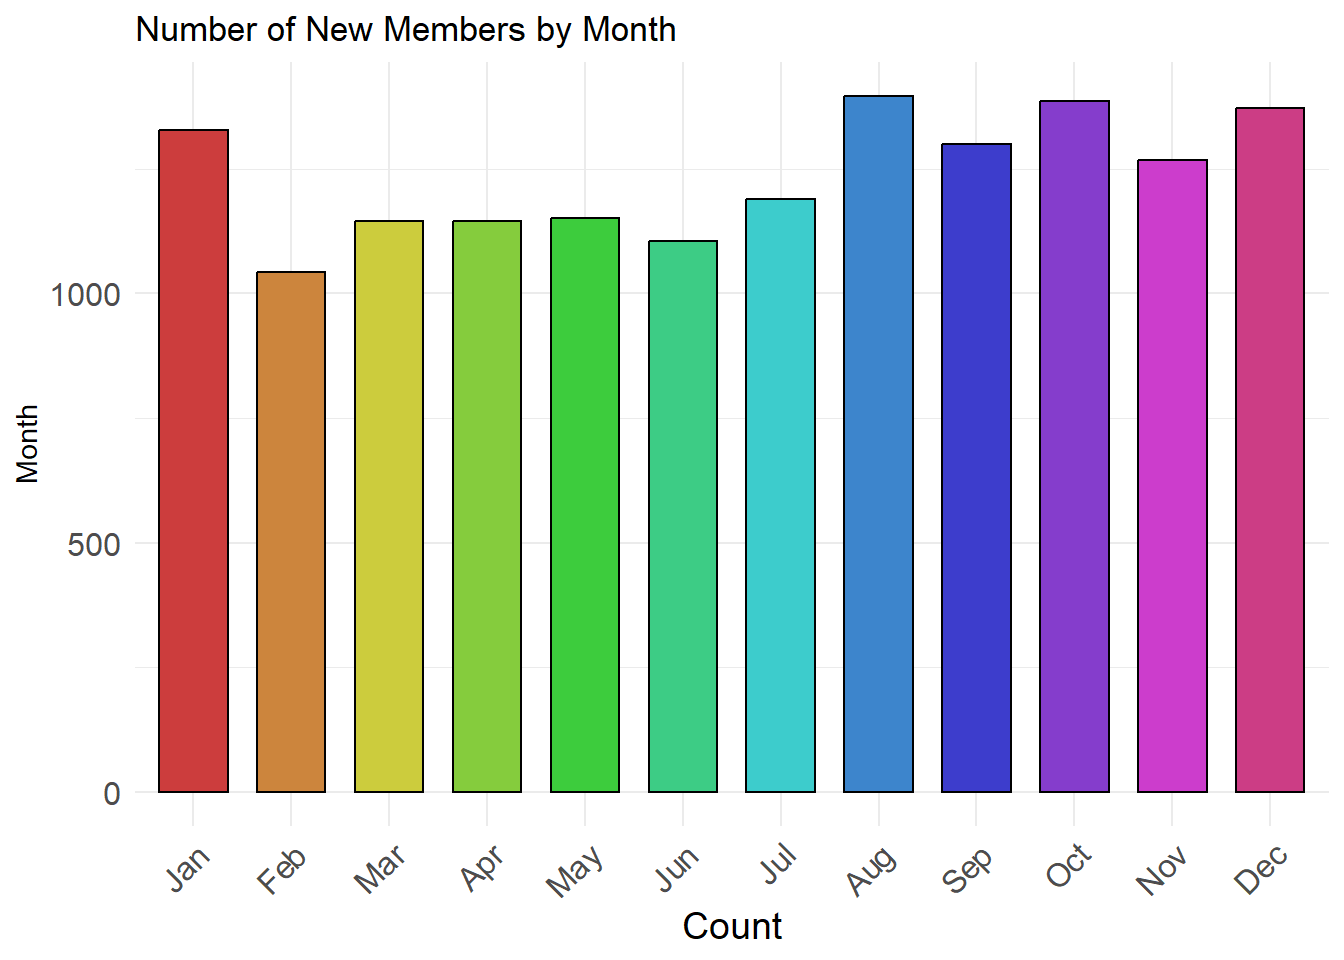 Number of New Members by Month
1000
500
0
Month
Jan Feb Mar Apr May Jun Jul Aug Sep Oct Nov Dec
Count